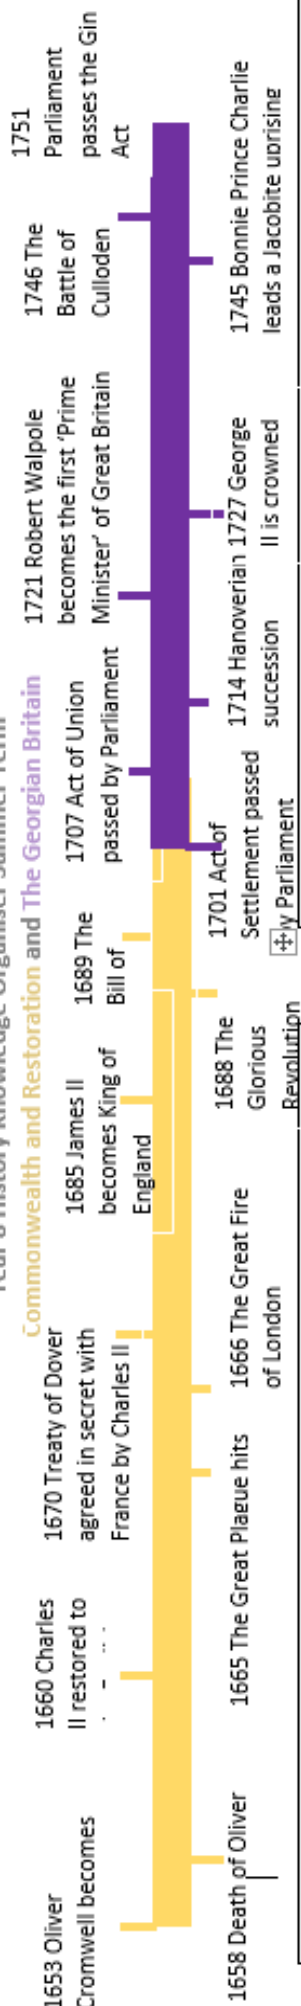 Commonwealth and Restoration and The Georgian Britain
1653 Oliver
Cromwell becomes
1660 Charles
II restored to
1670 Treaty of Dover
agreed in secret with
France by Charles II
1685 James II
becomes King of
England
1689 The
Bill of
1707 Act of Union
passed by Parliament
1721 Robert Walpole
becomes the first 'Prime
Minister' of Great Britain
1746 The
Battle of
Culloden
1751
Parliament
passes the Gin
Act
1658 Death of Oliver
1665 The Great Plague hits
1666 The Great Fire
of London
1688 The
Glorious
Revolution
1701 Act of
Settlement passed
y Parliament
1714 Hanoverian
succession
1727 George
II is crowned
1745 Bonnie Prince Charlie
leads a Jacobite uprising